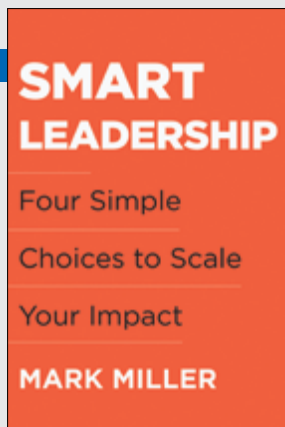 SMART
LEADERSHIP
Four Simple
Choices to Scale
Your Impact
MARK MILLER